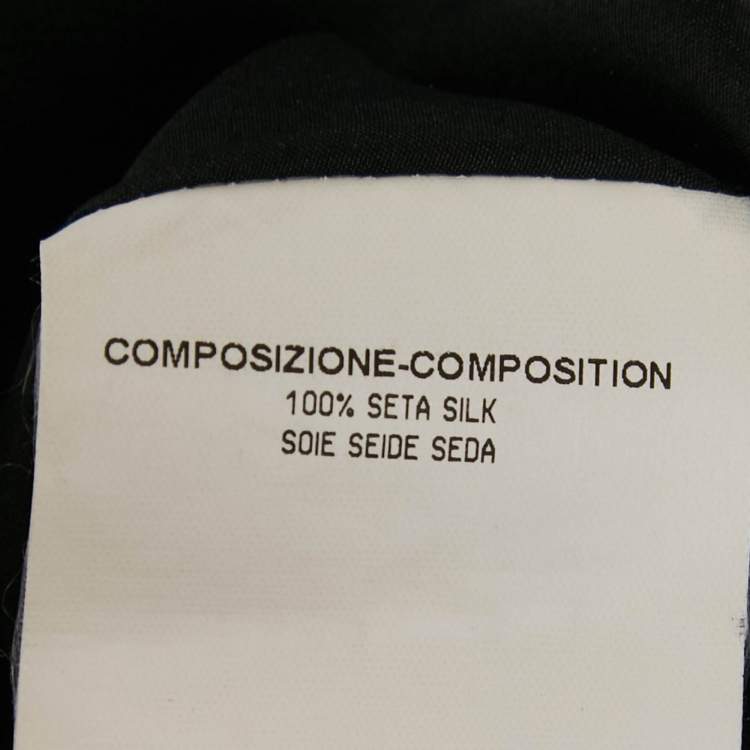 COMPOSIZIONE-COMPOSITION
100% SETA SILK
SOIE SEIDE SEDA